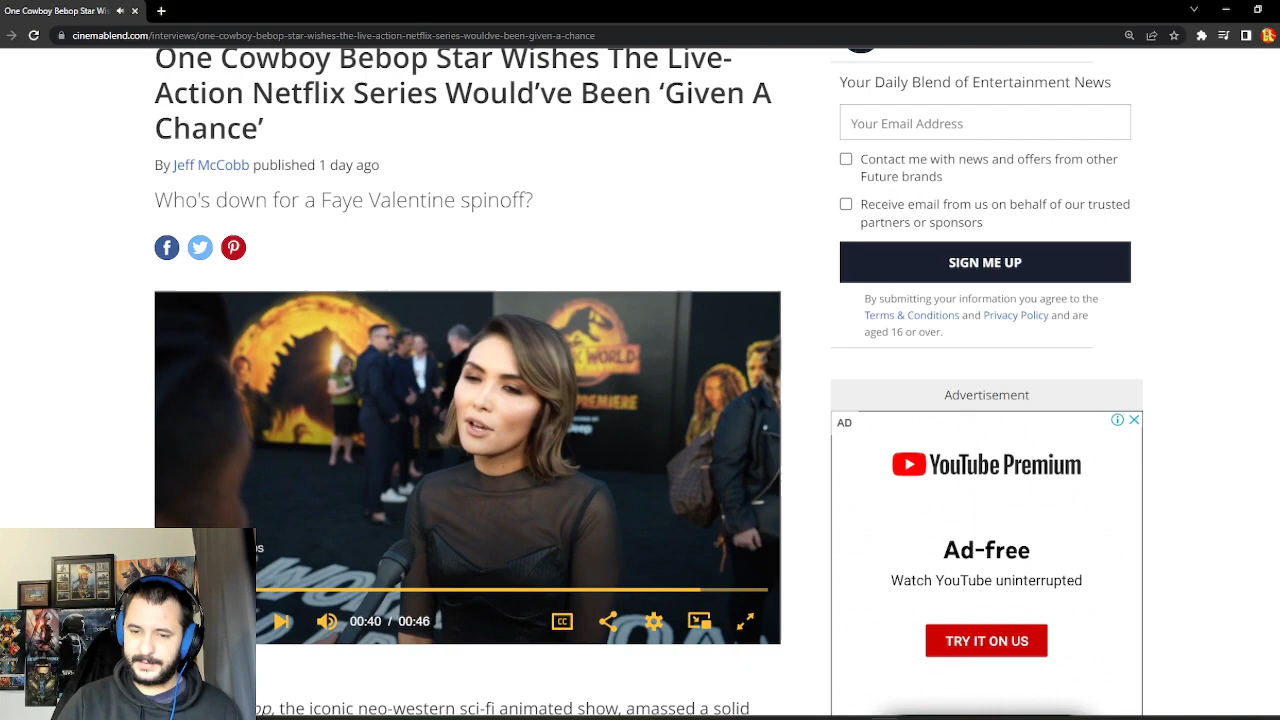 One Cowboy Bebop Star Wis
cinemablend.com/interviews/one-cowboy-bebop-star-wishes-the-live-action-netflix-series-wouldve-been-given-a-chance
One Cowboy Bebop Star Wishes The Live-
Action Netflix Series Would’ve Been ‘Given A
Chance’
By Jeff McCobb published 1 day ago
Who's down for a Faye Valentine spinoff?
WORLD
PREMIERE
Jeep
00:40 / 00:46
CC
bop, the iconic neo-western sci-fi animated show, amassed a solid
Your Daily Blend of Entertainment News
Your Email Address
Contact me with news and offers from other
Future brands
Receive email from us on behalf of our trusted
partners or sponsors
SIGN ME UP
By submitting your information you agree to the
Terms & Conditions and Privacy Policy and are
aged 16 or over.
Advertisement
AD
YouTube Premium
Ad-free
Watch YouTube uninterrupted
TRY IT ON US